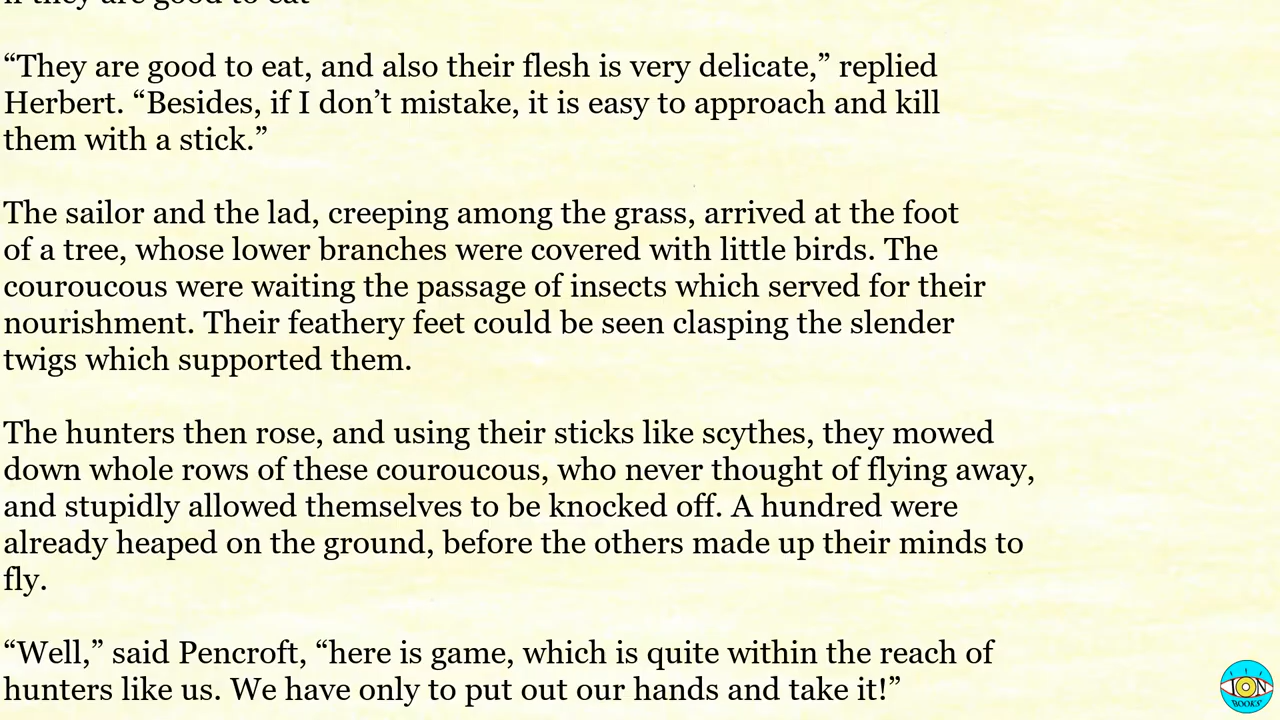 if they are good to eat
“They are good to eat, and also their flesh is very delicate,” replied
Herbert. “Besides, if I don’t mistake, it is easy to approach and kill
them with a stick.”
The sailor and the lad, creeping among the grass, arrived at the foot
of a tree, whose lower branches were covered with little birds. The
couroucous were waiting the passage of insects which served for their
nourishment. Their feathery feet could be seen clasping the slender
twigs which supported them.
The hunters then rose, and using their sticks like scythes, they mowed
down whole rows of these couroucous, who never thought of flying away,
and stupidly allowed themselves to be knocked off. A hundred were
already heaped on the ground, before the others made up their minds to
fly.
“Well,” said Pencroft, “here is game, which is quite within the reach of
hunters like us. We have only to put out our hands and take it!”
ION
BOOKS